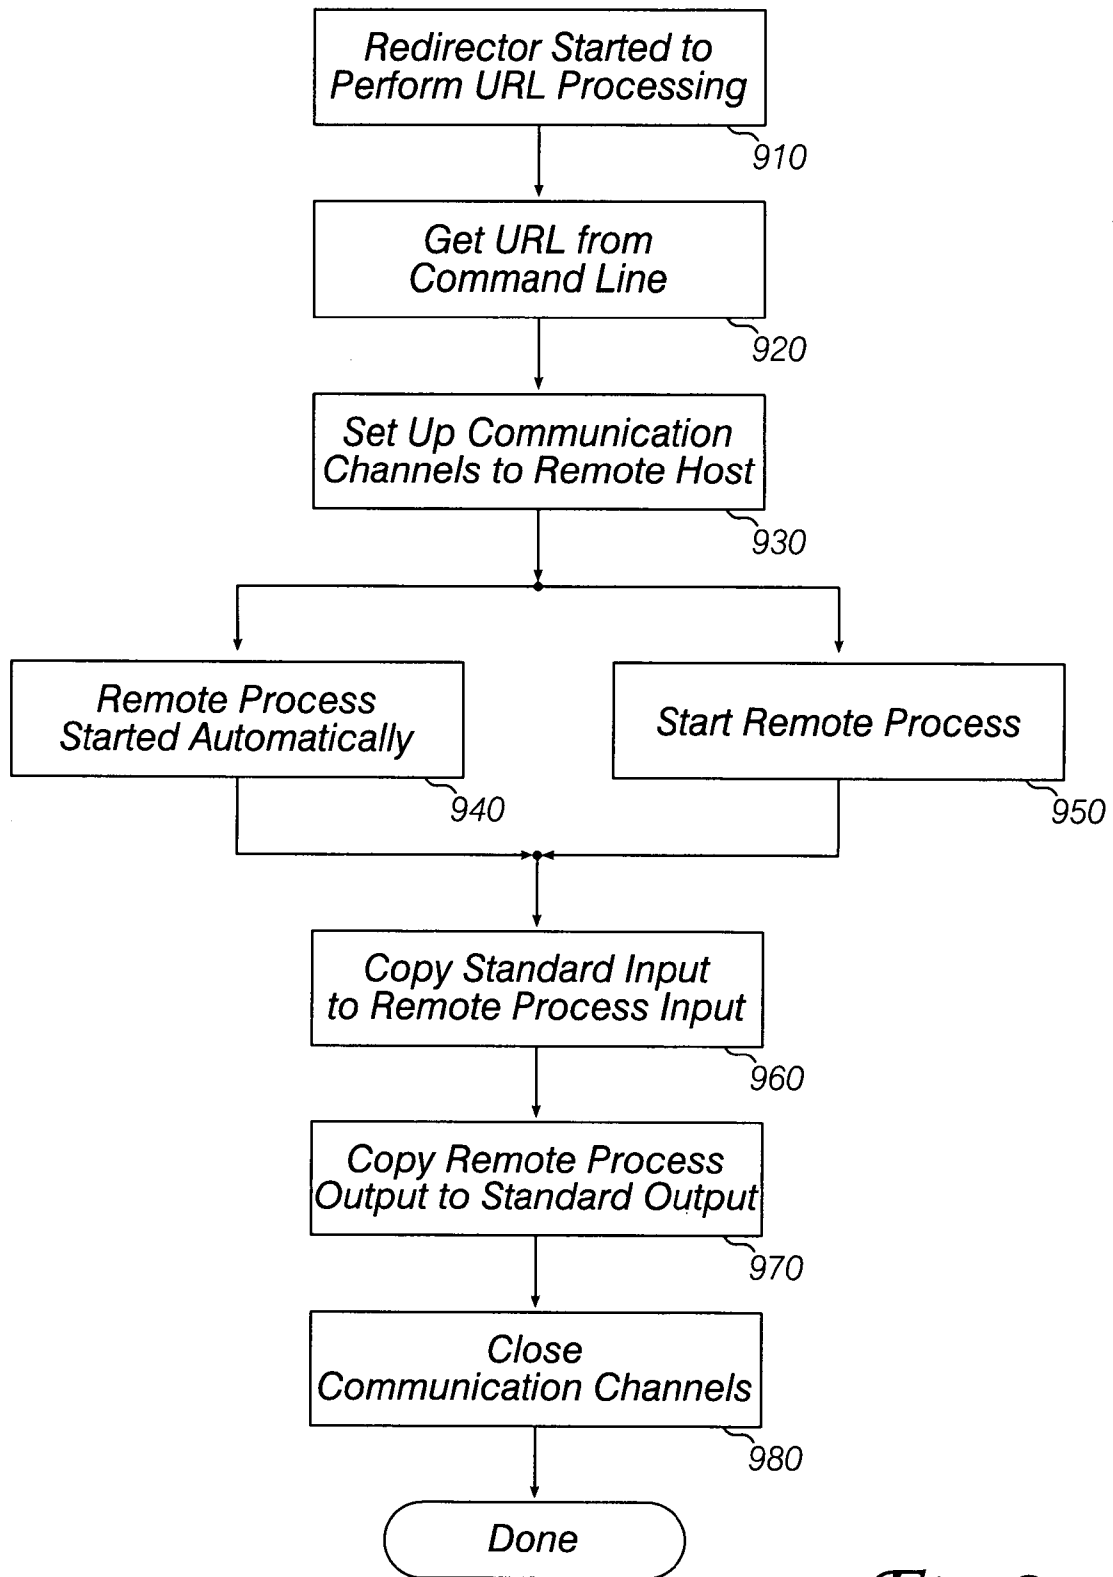 Redirector Started to
Perform URL Processing
910
Get URL from
Command Line
920
Set Up Communication
Channels to Remote Host
930
Remote Process
Started Automatically
940
Start Remote Process
950
Copy Standard Input
to Remote Process Input
960
Copy Remote Process
Output to Standard Output
970
Close
Communication Channels
980
Done